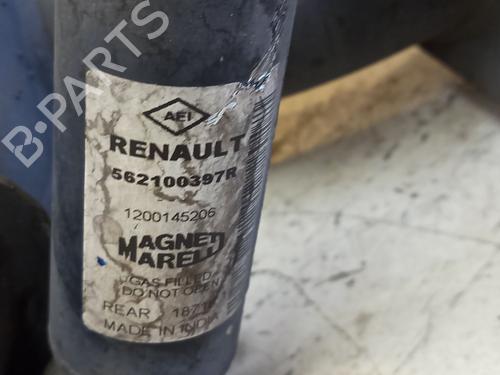 B-PARTS
AEI
RENAULT
562100397R
1200145206
MAGNETI
MARELLI
GAS FILLED
DO NOT OPEN
REAR
MADE IN INDIA